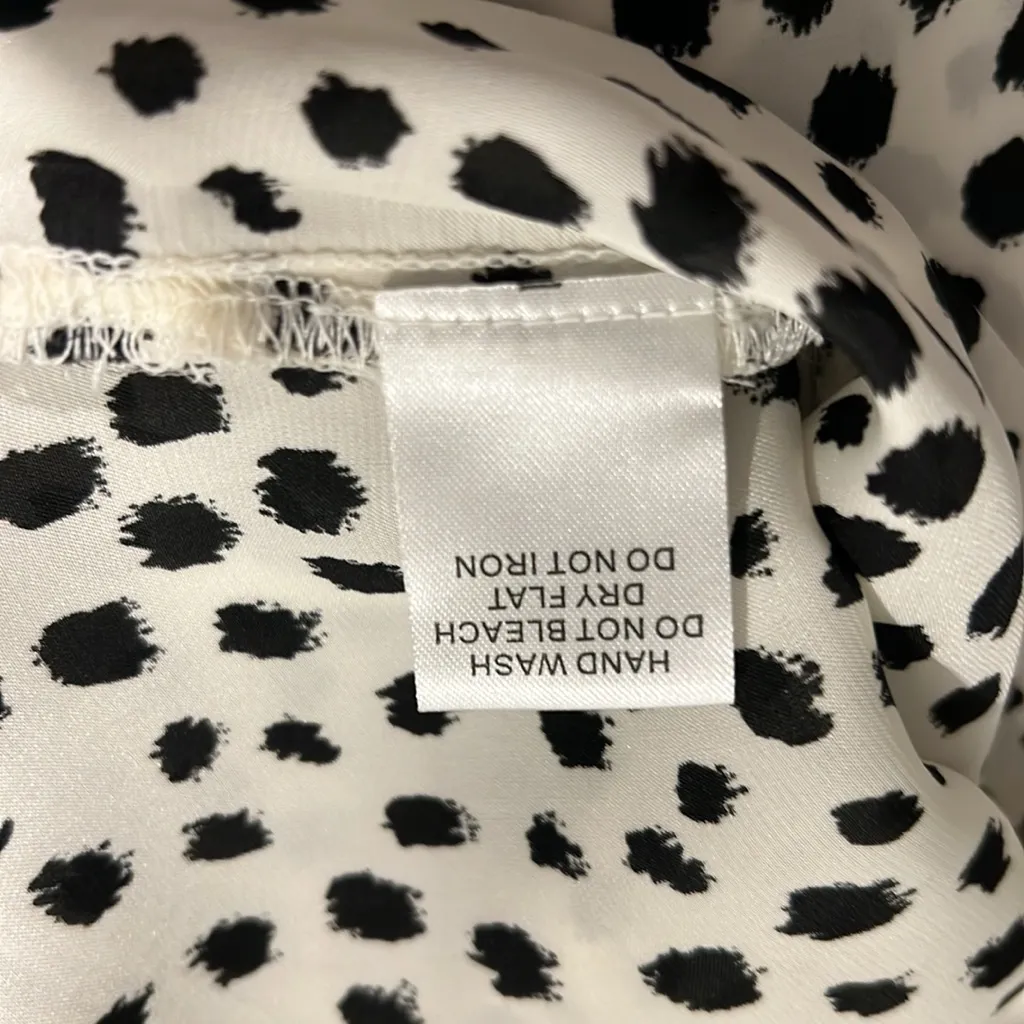 HAND WASH
DO NOT BLEACH
DRY FLAT
DO NOT IRON